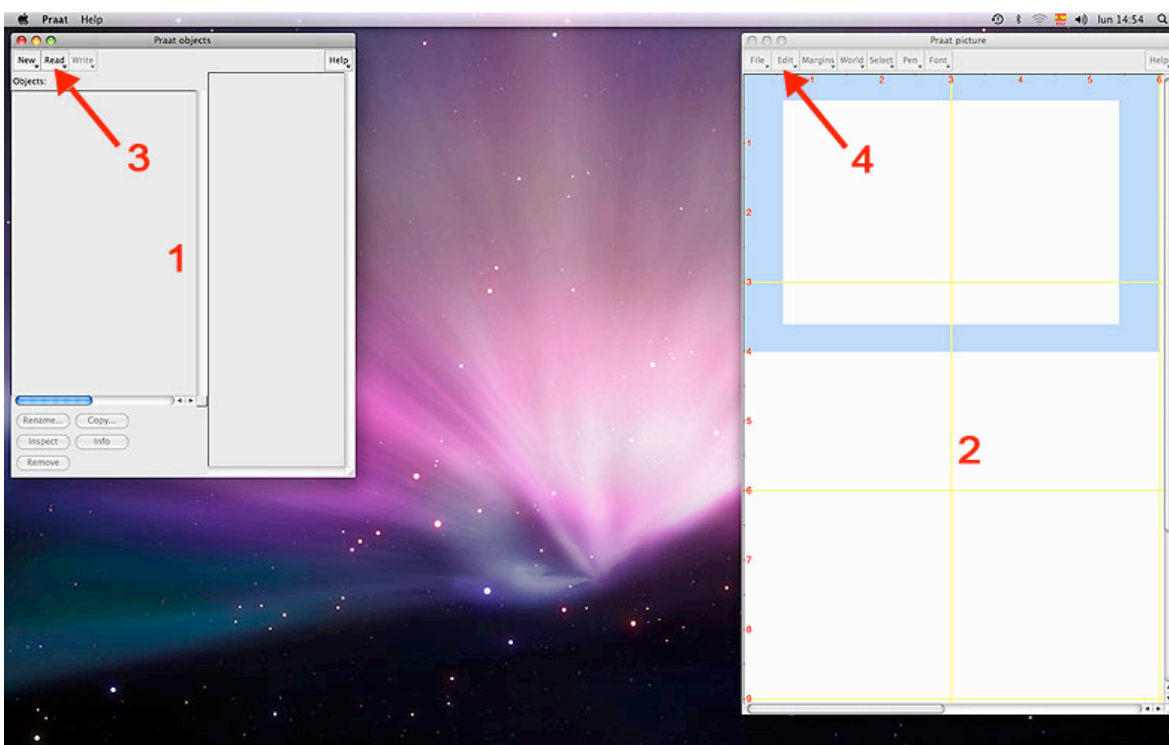 Praat Help
lun 14:54
Praat objects
New Read Write Help
Objects:
3
1
Rename... Copy...
Inspect Info
Remove
Praat picture
File Edit Margins World Select Pen Font Help
1 2 3 4 5 6
1
4
2
3
4
5
2
6
7
8
9